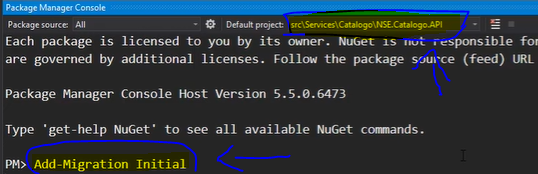 Package Manager Console
Package source: All Default project: src\Services\Catalogo\NSE.Catalogo.API
Each package is licensed to you by its owner. NuGet is not responsible for
are governed by additional licenses. Follow the package source (feed) URL
Package Manager Console Host Version 5.5.0.6473
Type 'get-help NuGet' to see all available NuGet commands.
PM> Add-Migration Initial